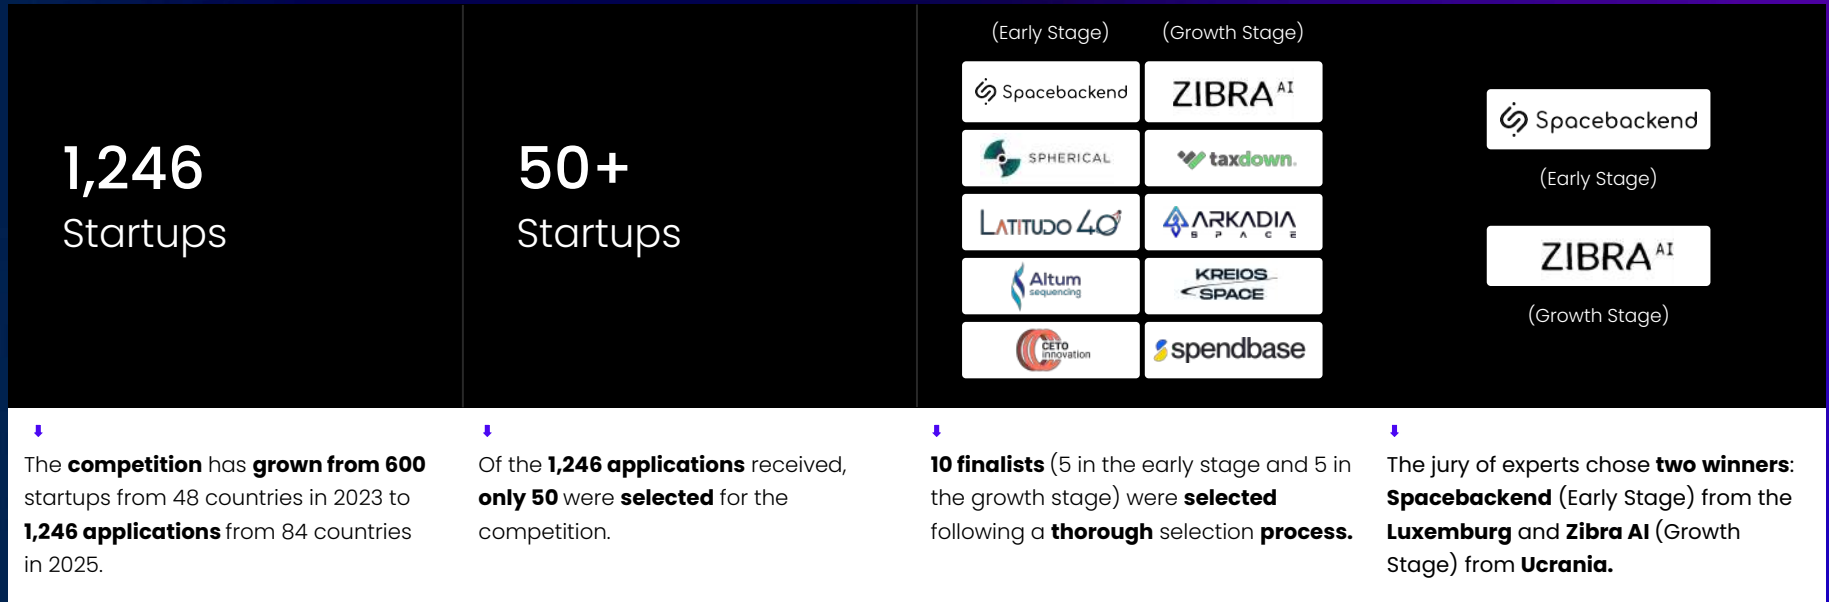 1,246
Startups
The competition has grown from 600
startups from 48 countries in 2023 to
1,246 applications from 84 countries
in 2025.
50+
Startups
Of the 1,246 applications received,
only 50 were selected for the
competition.
(Early Stage)
(Growth Stage)
Spacebackend
ZIBRA AI
SPHERICAL
taxdown.
LATITUDO 40
ARKADIA
SPACE
Altum
sequencing
KREIOS
SPACE
CETO
innovation
spendbase
10 finalists (5 in the early stage and 5 in
the growth stage) were selected
following a thorough selection process.
Spacebackend
(Early Stage)
ZIBRA AI
(Growth Stage)
The jury of experts chose two winners:
Spacebackend (Early Stage) from the
Luxemburg and Zibra AI (Growth
Stage) from Ucrania.